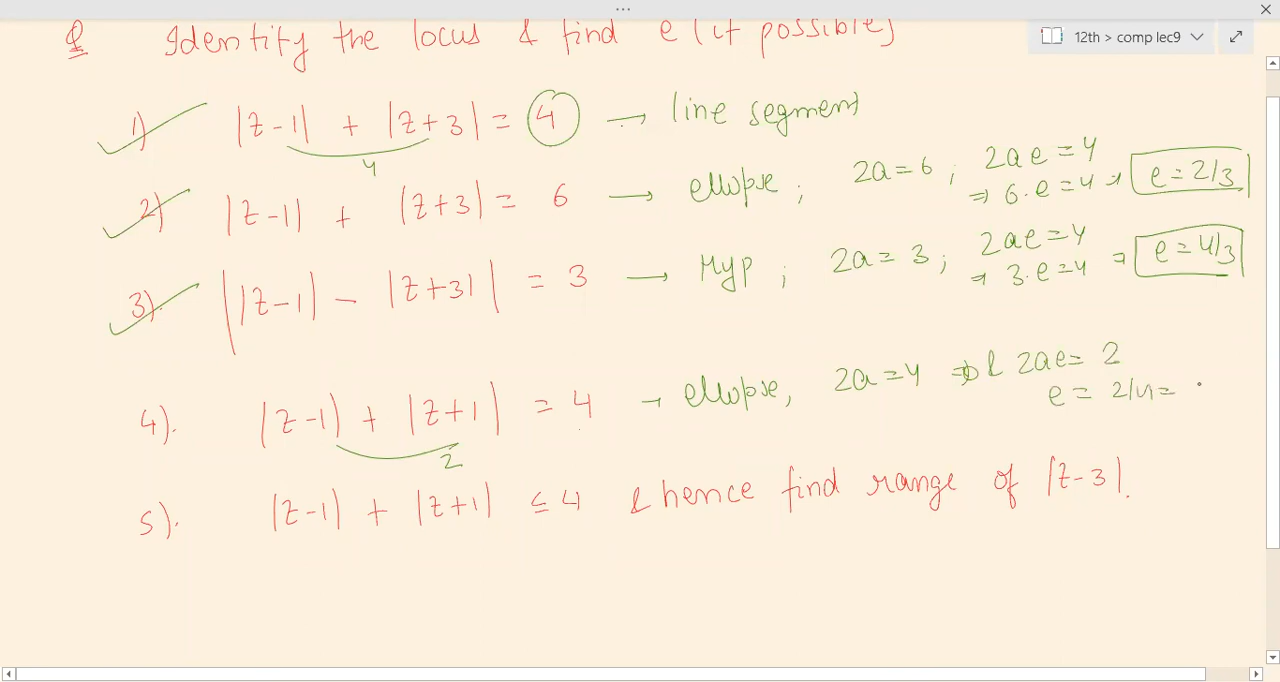 Q Identify the locus & find e (if possible)
12th > comp lec9
1) |z-1| + |z+3| = 4 → line segment
4
2) |z-1| + |z+3| = 6 → ellipse ; 2a = 6 ; 2ae = 4
⇒ 6·e = 4 ⇒ e = 2/3
3) ||z-1| - |z+3|| = 3 → Hyp ; 2a = 3 ; 2ae = 4
⇒ 3·e = 4 ⇒ e = 4/3
4). |z-1| + |z+1| = 4 → ellipse, 2a = 4 & 2ae = 2
2
e = 2/4 =
5). |z-1| + |z+1| ≤ 4 & hence find range of |z-3|.